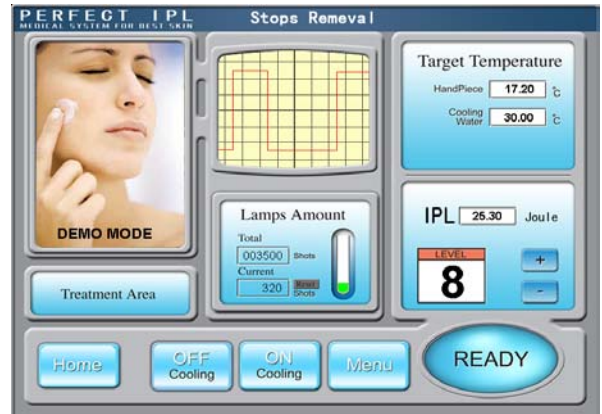 PERFECT IPL
MEDICAL SYSTEM FOR BEST SKIN
Stops Remeval
DEMO MODE
Treatment Area
Lamps Amount
Total
003500 Shots
Current
320 Reset
Shots
Target Temperature
HandPiece 17.20 °c
Cooling
Water 30.00 °c
IPL 25.30 Joule
LEVEL
8
+
-
Home
OFF
Cooling
ON
Cooling
Menu
READY